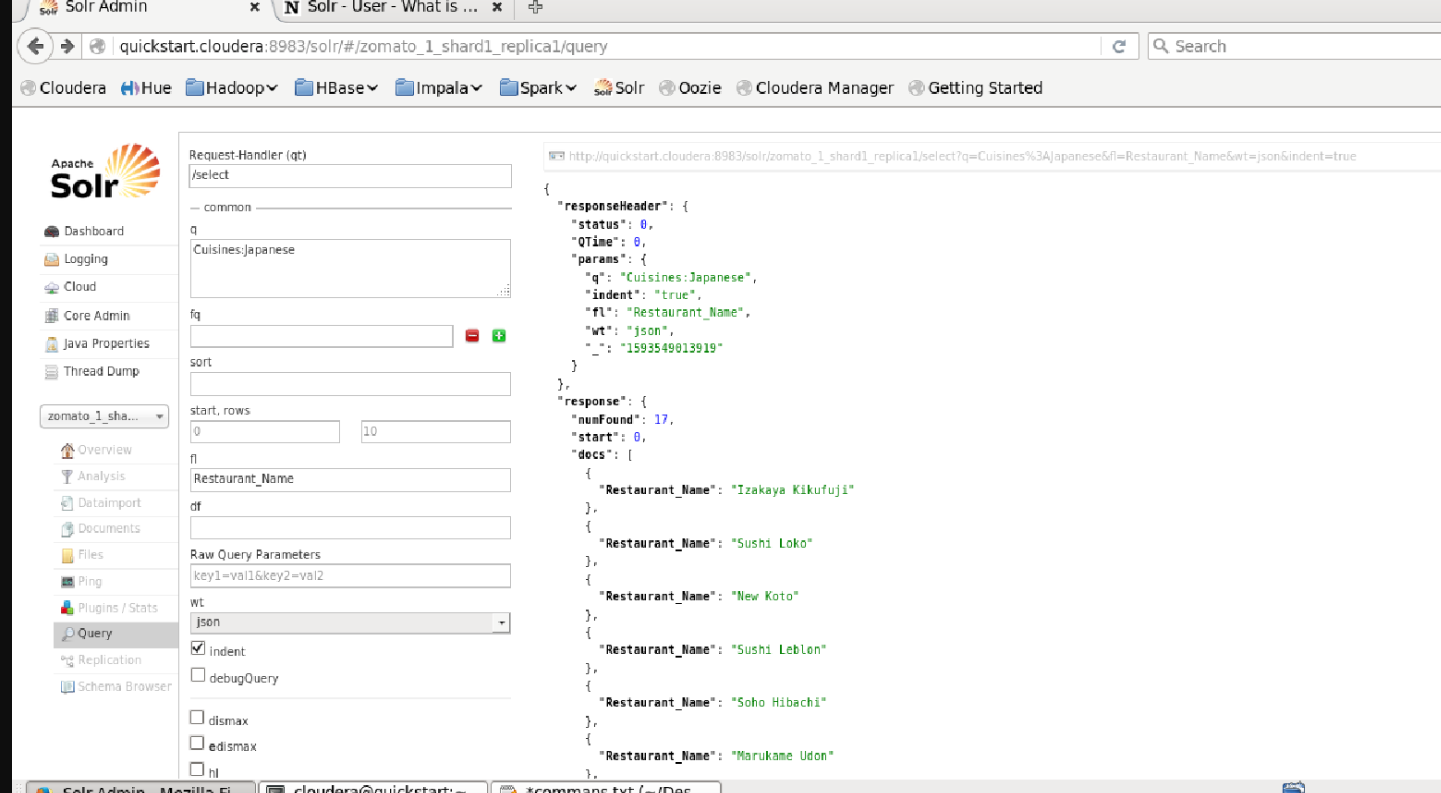 Solr Admin
Solr - User - What is ...
quickstart.cloudera:8983/solr/#/zomato_1_shard1_replica1/query
Search
Cloudera
Hue
Hadoop
HBase
Impala
Spark
Solr
Oozie
Cloudera Manager
Getting Started
Apache
Solr
Dashboard
Logging
Cloud
Core Admin
Java Properties
Thread Dump
zomato_1_sha...
Overview
Analysis
Dataimport
Documents
Files
Ping
Plugins / Stats
Query
Replication
Schema Browser
Request-Handler (qt)
/select
common
q
Cuisines:Japanese
fq
sort
start, rows
0
10
fl
Restaurant_Name
df
Raw Query Parameters
key1=val1&key2=val2
wt
json
indent
debugQuery
dismax
edismax
hl
http://quickstart.cloudera:8983/solr/zomato_1_shard1_replica1/select?q=Cuisines%3AJapanese&fl=Restaurant_Name&wt=json&indent=true
{
"responseHeader": {
"status": 0,
"QTime": 0,
"params": {
"q": "Cuisines:Japanese",
"indent": "true",
"fl": "Restaurant_Name",
"wt": "json",
"_": "1593549013919"
}
},
"response": {
"numFound": 17,
"start": 0,
"docs": [
{
"Restaurant_Name": "Izakaya Kikufuji"
},
{
"Restaurant_Name": "Sushi Loko"
},
{
"Restaurant_Name": "New Koto"
},
{
"Restaurant_Name": "Sushi Leblon"
},
{
"Restaurant_Name": "Soho Hibachi"
},
{
"Restaurant_Name": "Marukame Udon"
},
Solr Admin - Mozilla Fi...
cloudera@quickstart:~
*commans.txt (~/Des...